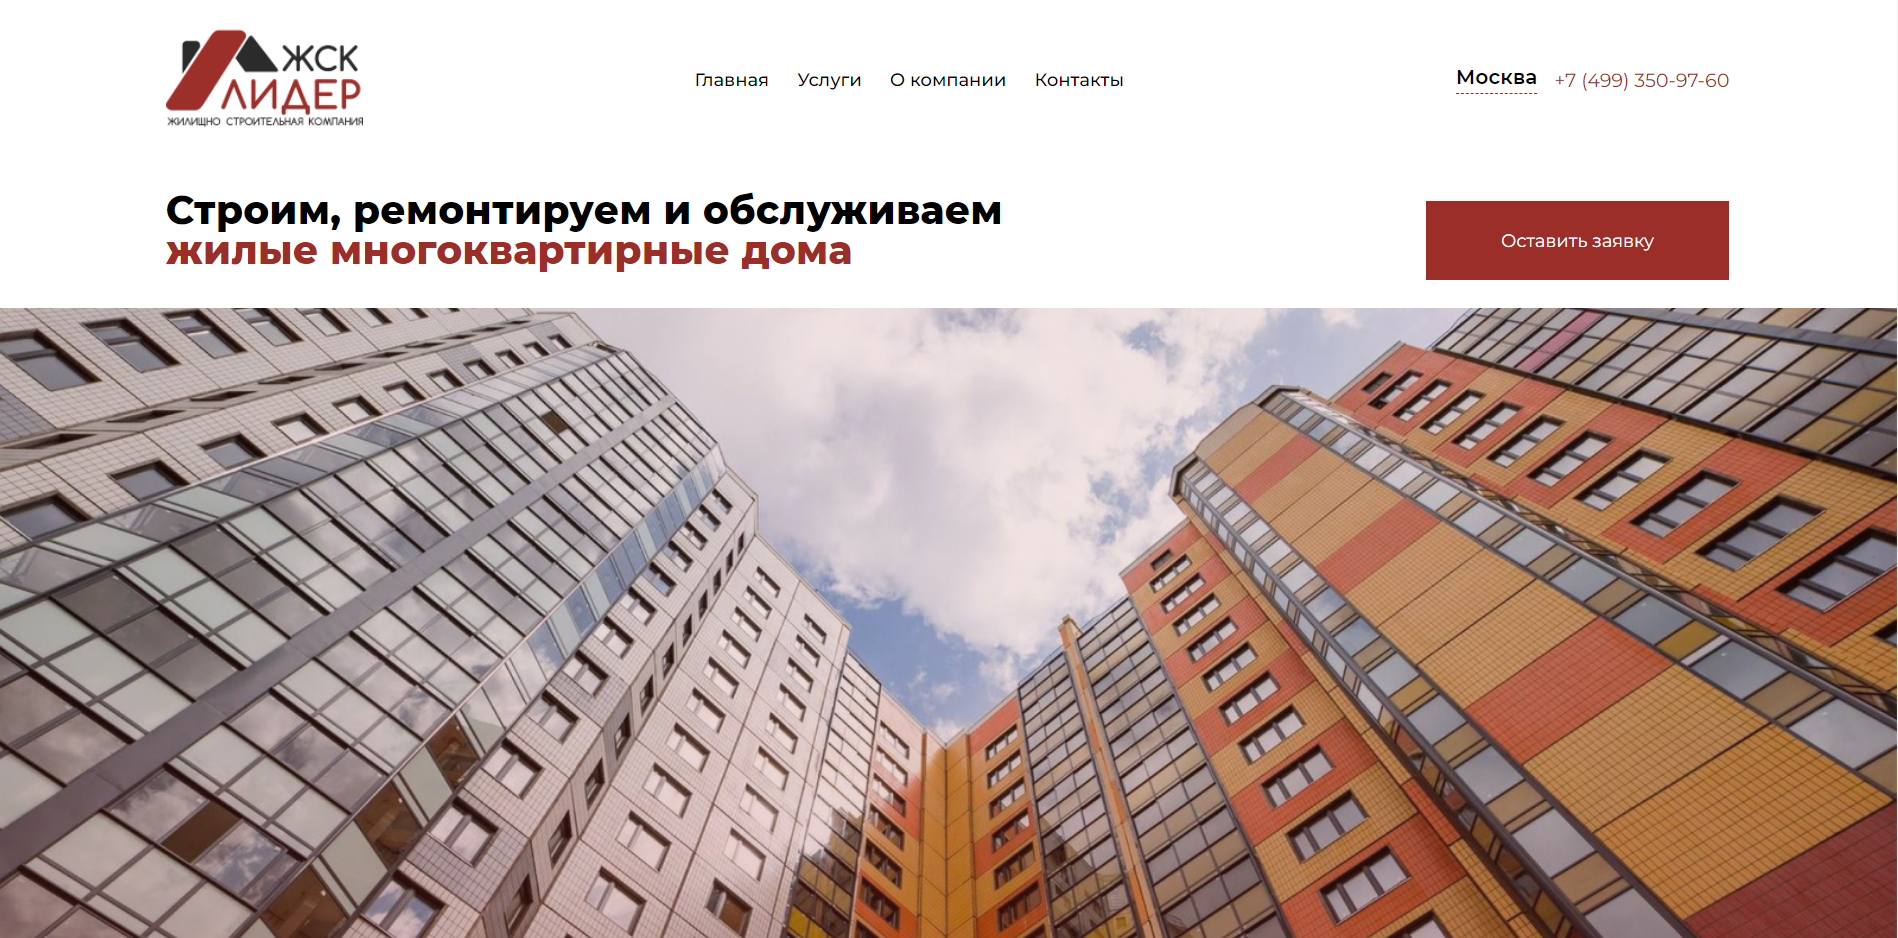 ЖСК
ЛИДЕР
ЖИЛИЩНО СТРОИТЕЛЬНАЯ КОМПАНИЯ
Главная Услуги О компании Контакты
Москва +7 (499) 350-97-60
Строим, ремонтируем и обслуживаем
жилые многоквартирные дома
Оставить заявку